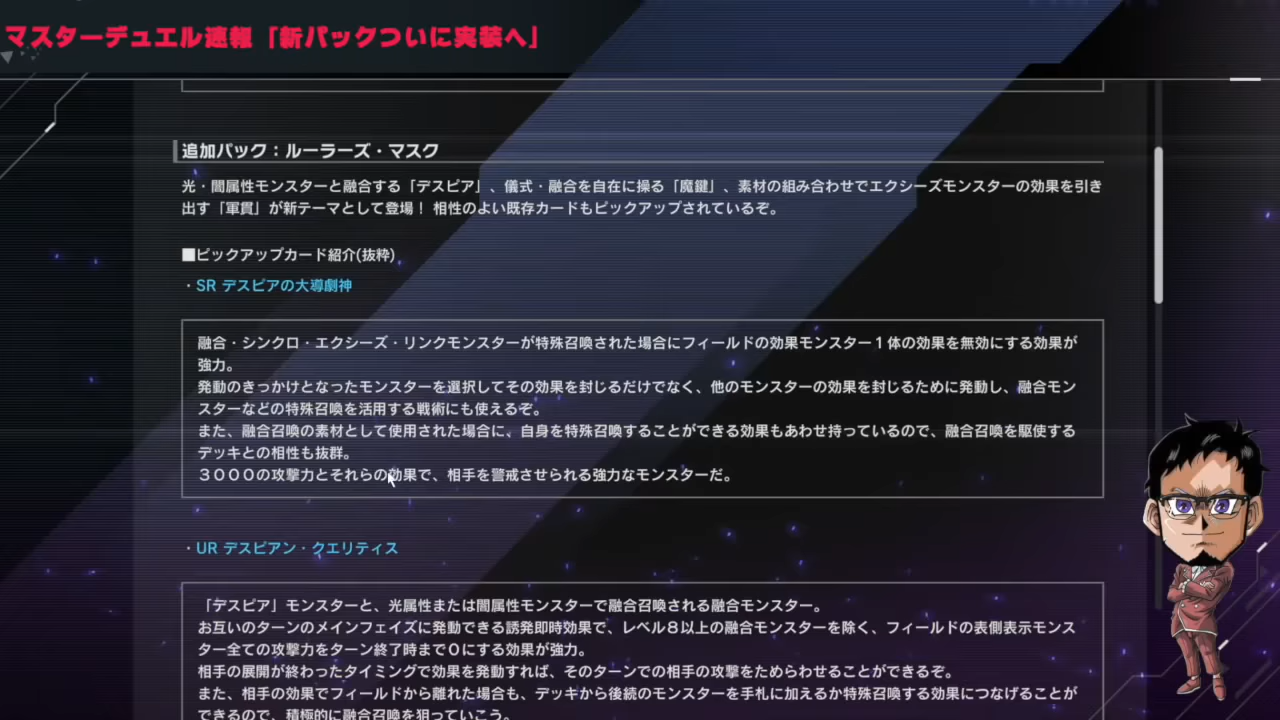 マスターデュエル速報「新パックついに実装へ」
追加パック：ルーラーズ・マスク
光・闇属性モンスターと融合する「デスピア」、儀式・融合を自在に操る「魔鍵」、素材の組み合わせでエクシーズモンスターの効果を引き
出す「軍貫」が新テーマとして登場！ 相性のよい既存カードもピックアップされているぞ。
■ピックアップカード紹介(抜粋)
・SR デスピアの大導劇神
融合・シンクロ・エクシーズ・リンクモンスターが特殊召喚された場合にフィールドの効果モンスター１体の効果を無効にする効果が
強力。
発動のきっかけとなったモンスターを選択してその効果を封じるだけでなく、他のモンスターの効果を封じるために発動し、融合モン
スターなどの特殊召喚を活用する戦術にも使えるぞ。
また、融合召喚の素材として使用された場合に、自身を特殊召喚することができる効果もあわせ持っているので、融合召喚を駆使する
デッキとの相性も抜群。
３０００の攻撃力とそれらの効果で、相手を警戒させられる強力なモンスターだ。
・UR デスピアン・クエリティス
「デスピア」モンスターと、光属性または闇属性モンスターで融合召喚される融合モンスター。
お互いのターンのメインフェイズに発動できる誘発即時効果で、レベル８以上の融合モンスターを除く、フィールドの表側表示モンス
ター全ての攻撃力をターン終了時まで０にする効果が強力。
相手の展開が終わったタイミングで効果を発動すれば、そのターンでの相手の攻撃をためらわせることができるぞ。
また、相手の効果でフィールドから離れた場合も、デッキから後続のモンスターを手札に加えるか特殊召喚する効果につなげることが
できるので、積極的に融合召喚を狙っていこう。